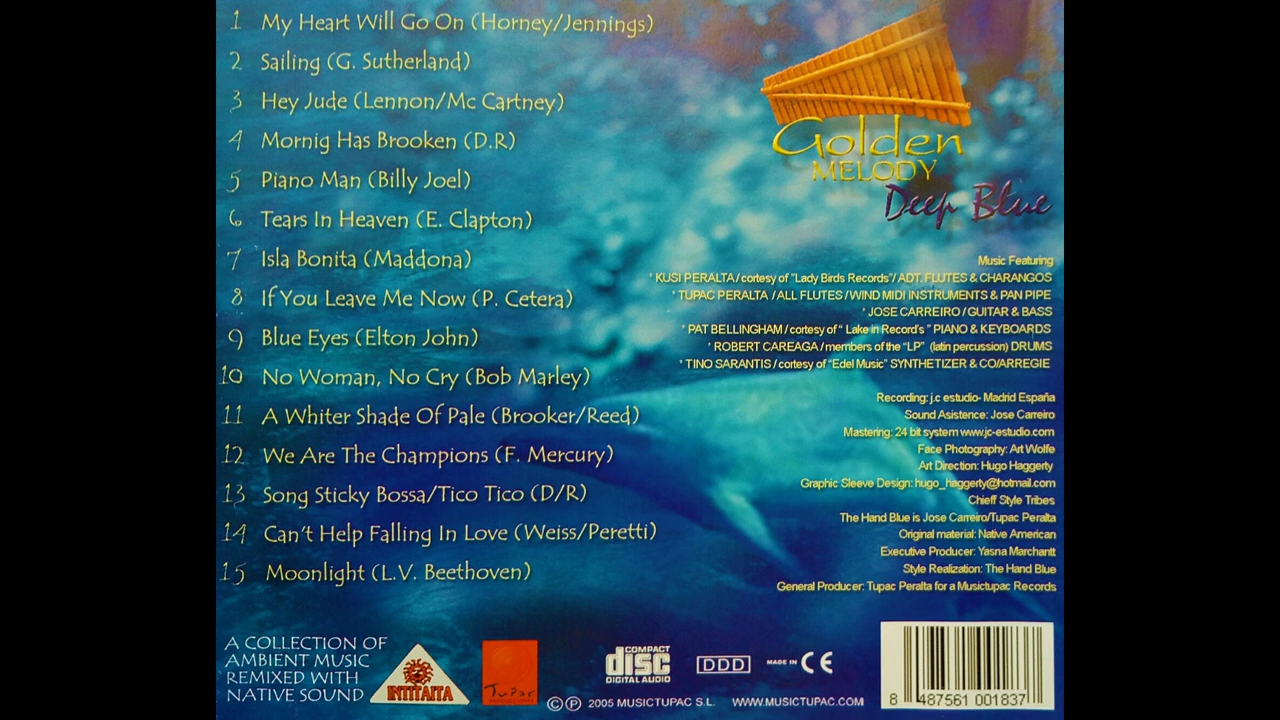 1 My Heart Will Go On (Horney/Jennings)
2 Sailing (G. Sutherland)
3 Hey Jude (Lennon/Mc Cartney)
4 Mornig Has Brooken (D.R)
5 Piano Man (Billy Joel)
6 Tears In Heaven (E. Clapton)
7 Isla Bonita (Maddona)
8 If You Leave Me Now (P. Cetera)
9 Blue Eyes (Elton John)
10 No Woman, No Cry (Bob Marley)
11 A Whiter Shade Of Pale (Brooker/Reed)
12 We Are The Champions (F. Mercury)
13 Song Sticky Bossa/Tico Tico (D/R)
14 Can't Help Falling In Love (Weiss/Peretti)
15 Moonlight (L.V. Beethoven)
Golden
MELODY
Deep Blue
Music Featuring
* KUSI PERALTA / cortesy of "Lady Birds Records"/ ADT. FLUTES & CHARANGOS
* TUPAC PERALTA / ALL FLUTES / WIND MIDI INSTRUMENTS & PAN PIPE
* JOSE CARREIRO / GUITAR & BASS
* PAT BELLINGHAM / cortesy of " Lake in Record's " PIANO & KEYBOARDS
* ROBERT CAREAGA / members of the "LP" (latin percussion) DRUMS
* TINO SARANTIS / cortesy of "Edel Music" SYNTHETIZER & CO/ARREGIE
Recording: j.c estudio- Madrid España
Sound Asistence: Jose Carreiro
Mastering: 24 bit system www.jc-estudio.com
Face Photography: Art Wolfe
Art Direction: Hugo Haggerty
Graphic Sleeve Design: hugo_haggerty@hotmail.com
Chieff Style Tribes
The Hand Blue is Jose Carreiro/Tupac Peralta
Original material: Native American
Executive Producer: Yasna Marchantt
Style Realization: The Hand Blue
General Producer: Tupac Peralta for a Musictupac Records
A COLLECTION OF
AMBIENT MUSIC
REMIXED WITH
NATIVE SOUND
INTITAITA
Tupac
COMPACT
disc
DIGITAL AUDIO
DDD
MADE IN CE
© ℗ 2005 MUSICTUPAC S.L. WWW.MUSICTUPAC.COM
8 487561 001837